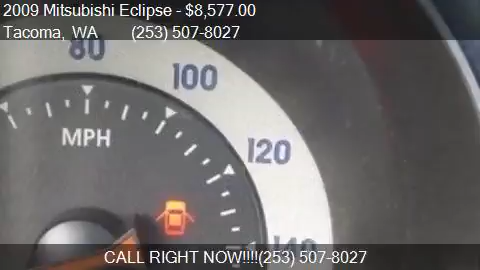 2009 Mitsubishi Eclipse - $8,577.00
Tacoma, WA (253) 507-8027
80
100
MPH
120
140
CALL RIGHT NOW!!!!(253) 507-8027